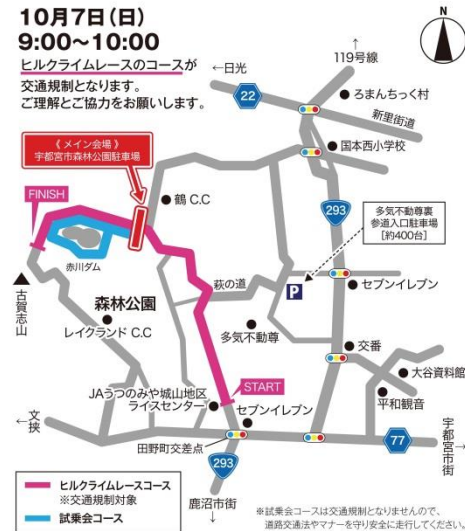 10月7日（日）
9:00〜10:00
ヒルクライムレースのコースが
交通規制となります。
ご理解とご協力をお願いします。
N
↑
119号線
←日光
22
ろまんちっく村
新里街道
《メイン会場》
宇都宮市森林公園駐車場
国本西小学校
FINISH
鶴 C.C
293
多気不動尊裏
参道入口駐車場
[約400台]
赤川ダム
萩の道
P
セブンイレブン
古賀志山
森林公園
レイクランド C.C
多気不動尊
交番
START
大谷資料館
JAうつのみや城山地区
ライスセンター
セブンイレブン
平和観音
←文挟
田野町交差点
77
宇都宮市街→
293
鹿沼市街
↓
ヒルクライムレースコース
※交通規制対象
試乗会コース
※試乗会コースは交通規制となりませんので、
道路交通法やマナーを守り安全に走行してください。